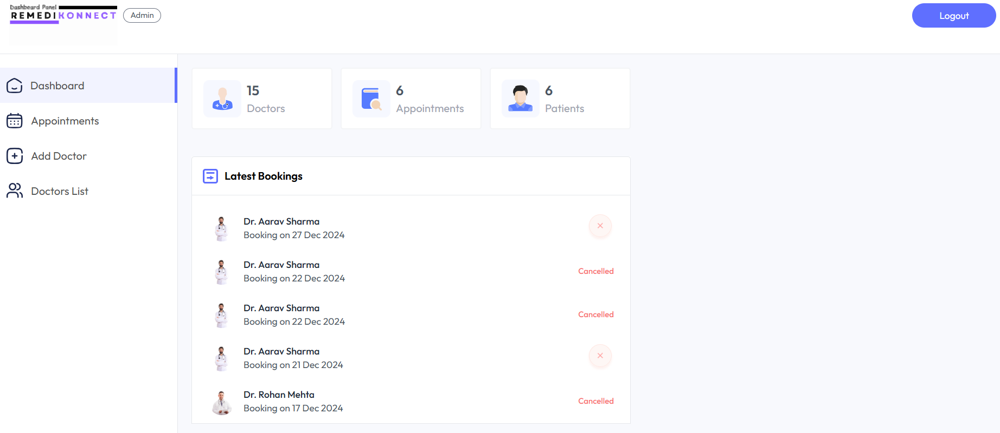 Dashboard Panel
REMEDIKONNECT
Admin
Logout
Dashboard
Appointments
Add Doctor
Doctors List
15
Doctors
6
Appointments
6
Patients
Latest Bookings
Dr. Aarav Sharma
Booking on 27 Dec 2024
Dr. Aarav Sharma
Booking on 22 Dec 2024
Cancelled
Dr. Aarav Sharma
Booking on 22 Dec 2024
Cancelled
Dr. Aarav Sharma
Booking on 21 Dec 2024
Dr. Rohan Mehta
Booking on 17 Dec 2024
Cancelled